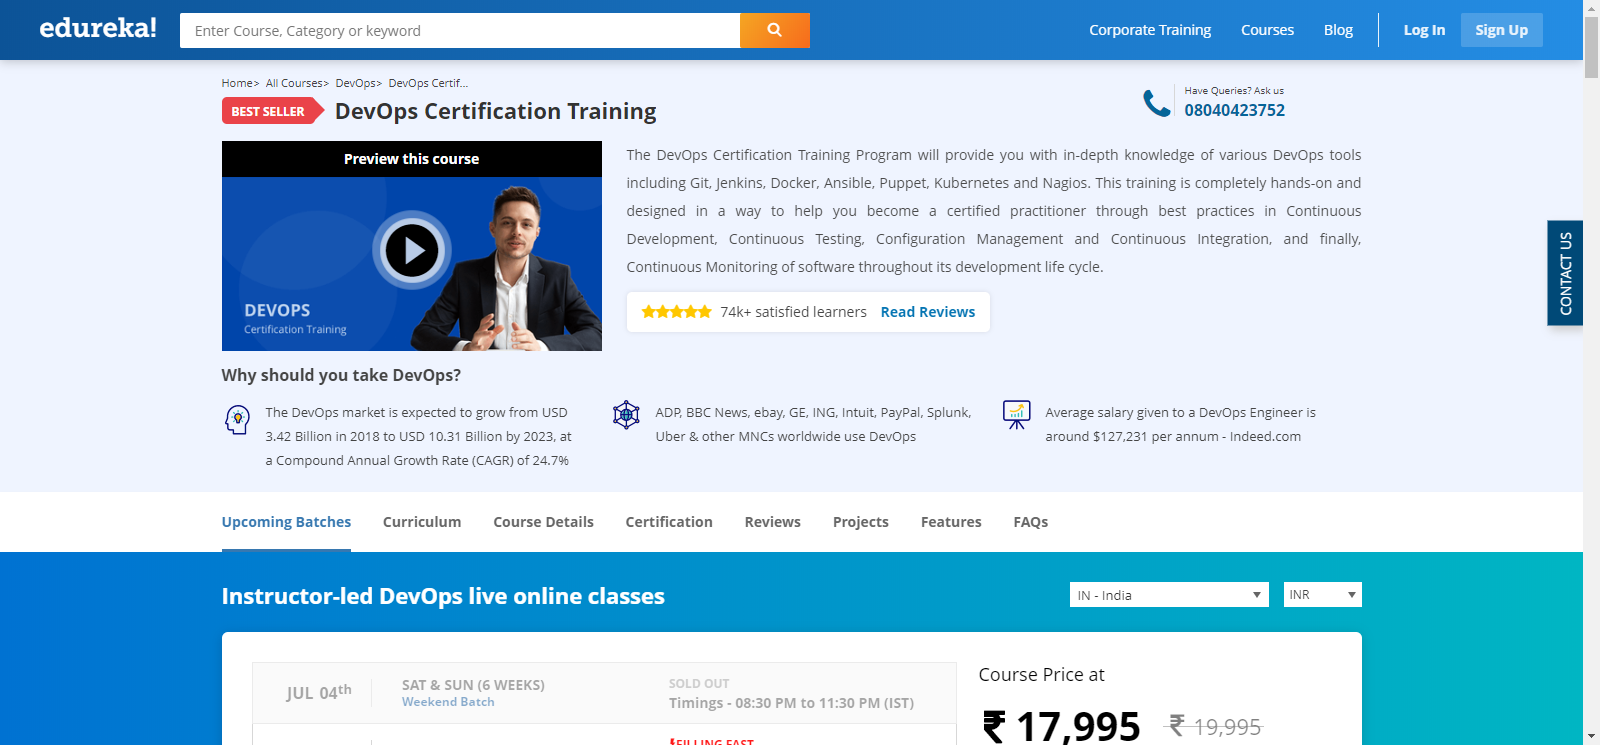 edureka!
Enter Course, Category or keyword
Corporate Training
Courses
Blog
Log In
Sign Up
Home> All Courses> DevOps> DevOps Certif...
BEST SELLER
DevOps Certification Training
Have Queries? Ask us
08040423752
Preview this course
DEVOPS
Certification Training
The DevOps Certification Training Program will provide you with in-depth knowledge of various DevOps tools
including Git, Jenkins, Docker, Ansible, Puppet, Kubernetes and Nagios. This training is completely hands-on and
designed in a way to help you become a certified practitioner through best practices in Continuous
Development, Continuous Testing, Configuration Management and Continuous Integration, and finally,
Continuous Monitoring of software throughout its development life cycle.
74k+ satisfied learners Read Reviews
CONTACT US
Why should you take DevOps?
The DevOps market is expected to grow from USD
3.42 Billion in 2018 to USD 10.31 Billion by 2023, at
a Compound Annual Growth Rate (CAGR) of 24.7%
ADP, BBC News, ebay, GE, ING, Intuit, PayPal, Splunk,
Uber & other MNCs worldwide use DevOps
Average salary given to a DevOps Engineer is
around $127,231 per annum - Indeed.com
Upcoming Batches
Curriculum
Course Details
Certification
Reviews
Projects
Features
FAQs
Instructor-led DevOps live online classes
IN - India
INR
JUL 04th
SAT & SUN (6 WEEKS)
Weekend Batch
SOLD OUT
Timings - 08:30 PM to 11:30 PM (IST)
FILLING FAST
Course Price at
₹ 17,995 ₹ 19,995